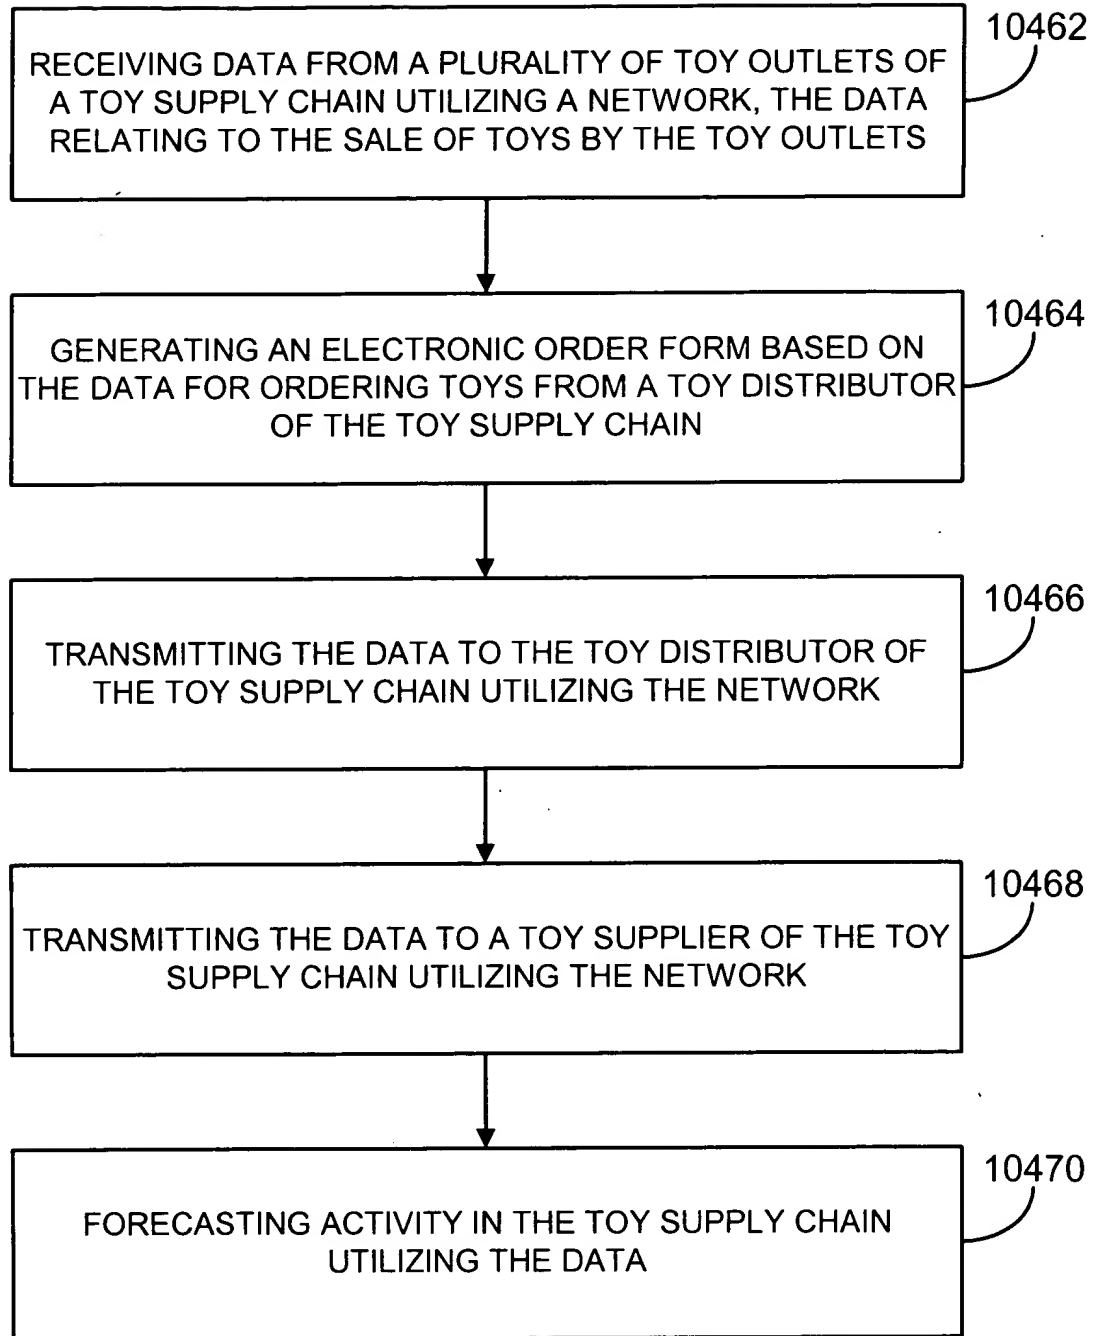 10462
RECEIVING DATA FROM A PLURALITY OF TOY OUTLETS OF
A TOY SUPPLY CHAIN UTILIZING A NETWORK, THE DATA
RELATING TO THE SALE OF TOYS BY THE TOY OUTLETS
10464
GENERATING AN ELECTRONIC ORDER FORM BASED ON
THE DATA FOR ORDERING TOYS FROM A TOY DISTRIBUTOR
OF THE TOY SUPPLY CHAIN
10466
TRANSMITTING THE DATA TO THE TOY DISTRIBUTOR OF
THE TOY SUPPLY CHAIN UTILIZING THE NETWORK
10468
TRANSMITTING THE DATA TO A TOY SUPPLIER OF THE TOY
SUPPLY CHAIN UTILIZING THE NETWORK
10470
FORECASTING ACTIVITY IN THE TOY SUPPLY CHAIN
UTILIZING THE DATA